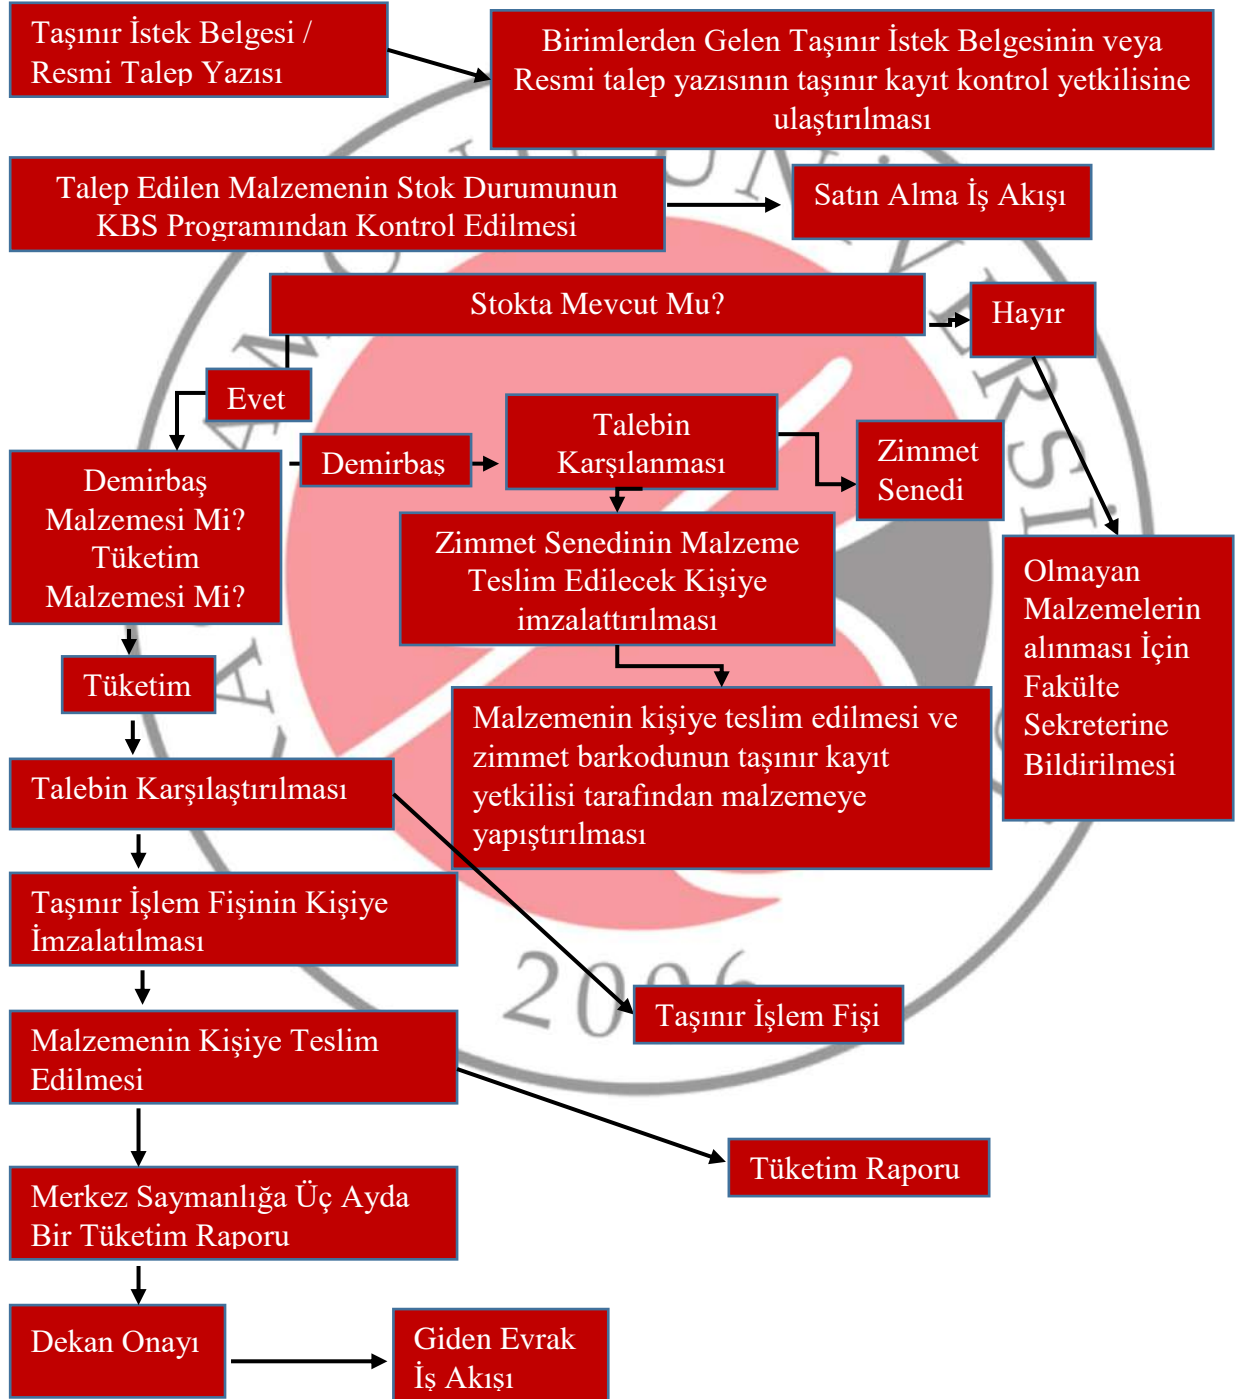 Taşınır İstek Belgesi /
Resmi Talep Yazısı
Birimlerden Gelen Taşınır İstek Belgesinin veya
Resmi talep yazısının taşınır kayıt kontrol yetkilisine
ulaştırılması
Talep Edilen Malzemenin Stok Durumunun
KBS Programından Kontrol Edilmesi
Satın Alma İş Akışı
Stokta Mevcut Mu?
Hayır
Evet
Demirbaş
Malzemesi Mi?
Tüketim
Malzemesi Mi?
Demirbaş
Talebin
Karşılanması
Zimmet
Senedi
Zimmet Senedinin Malzeme
Teslim Edilecek Kişiye
imzalattırılması
Olmayan
Malzemelerin
alınması İçin
Fakülte
Sekreterine
Bildirilmesi
Tüketim
Malzemenin kişiye teslim edilmesi ve
zimmet barkodunun taşınır kayıt
yetkilisi tarafından malzemeye
yapıştırılması
Talebin Karşılaştırılması
Taşınır İşlem Fişinin Kişiye
İmzalatılması
Taşınır İşlem Fişi
Malzemenin Kişiye Teslim
Edilmesi
Tüketim Raporu
Merkez Saymanlığa Üç Ayda
Bir Tüketim Raporu
Dekan Onayı
Giden Evrak
İş Akışı